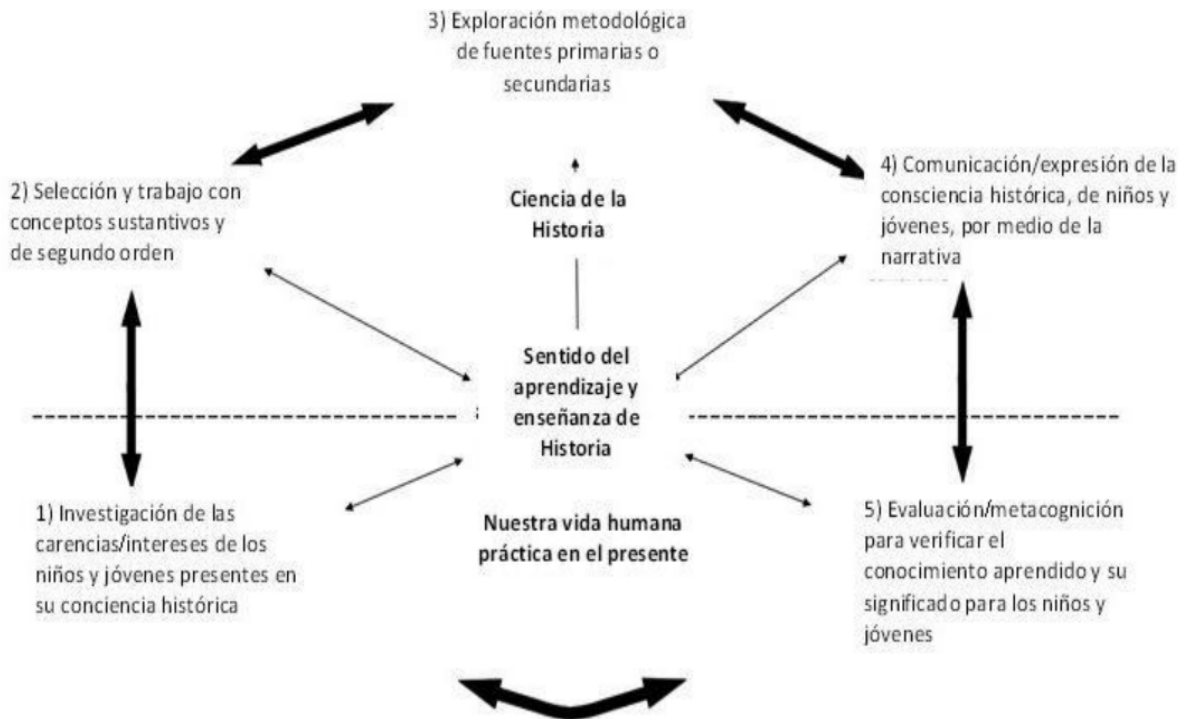 3) Exploración metodológica
de fuentes primarias o
secundarias
2) Selección y trabajo con
conceptos sustantivos y
de segundo orden
Ciencia de la
Historia
4) Comunicación/expresión de la
consciencia histórica, de niños y
jóvenes, por medio de la
narrativa
Sentido del
aprendizaje y
enseñanza de
Historia
1) Investigación de las
carencias/intereses de los
niños y jóvenes presentes en
su conciencia histórica
Nuestra vida humana
práctica en el presente
5) Evaluación/metacognición
para verificar el
conocimiento aprendido y su
significado para los niños y
jóvenes